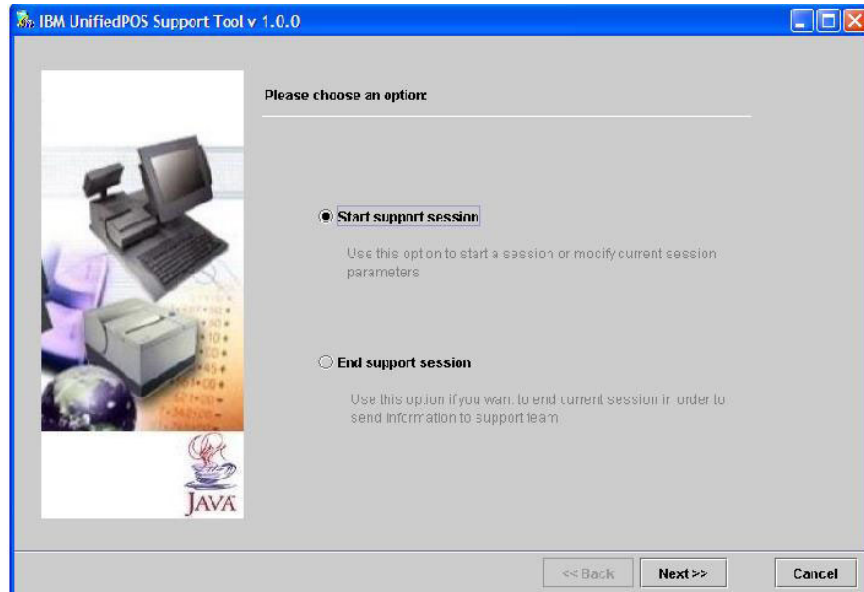 IBM UnifiedPOS Support Tool v 1.0.0
Please choose an option:
Start support session
Use this option to start a session or modify current session
parameters
End support session
Use this option if you want to end current session in order to
send information to support team
JAVA
<< Back
Next >>
Cancel